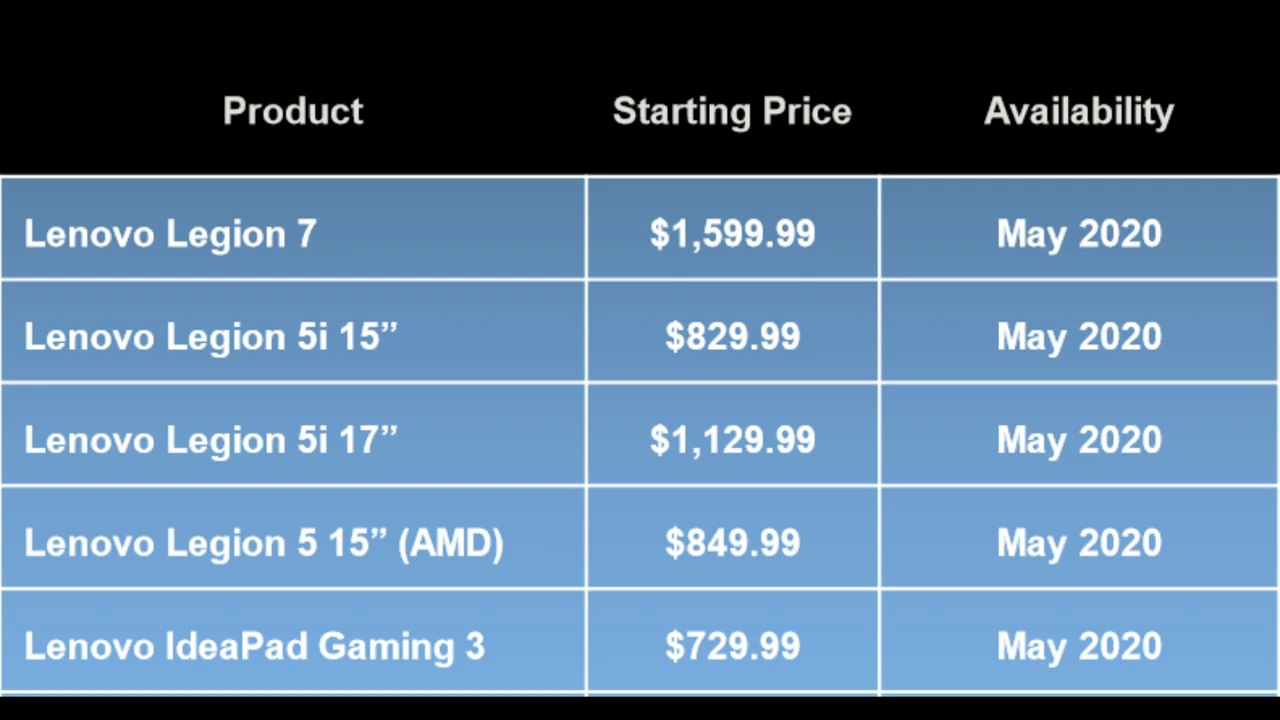 Product Starting Price Availability
Lenovo Legion 7 $1,599.99 May 2020
Lenovo Legion 5i 15” $829.99 May 2020
Lenovo Legion 5i 17” $1,129.99 May 2020
Lenovo Legion 5 15” (AMD) $849.99 May 2020
Lenovo IdeaPad Gaming 3 $729.99 May 2020